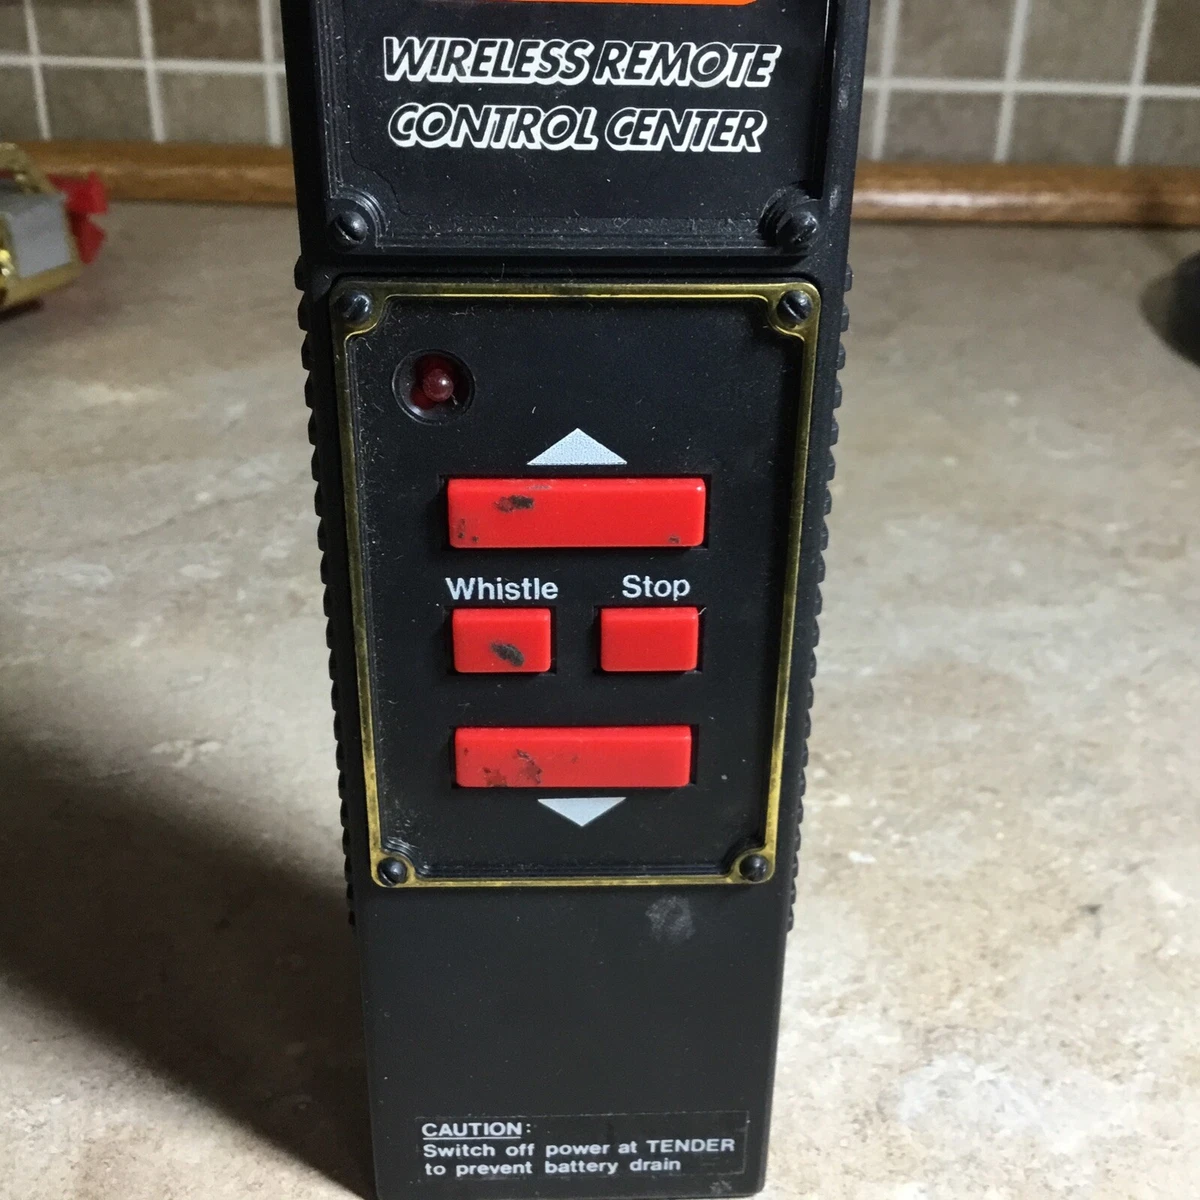 WIRELESS REMOTE
CONTROL CENTER
Whistle Stop
CAUTION:
Switch off power at TENDER
to prevent battery drain